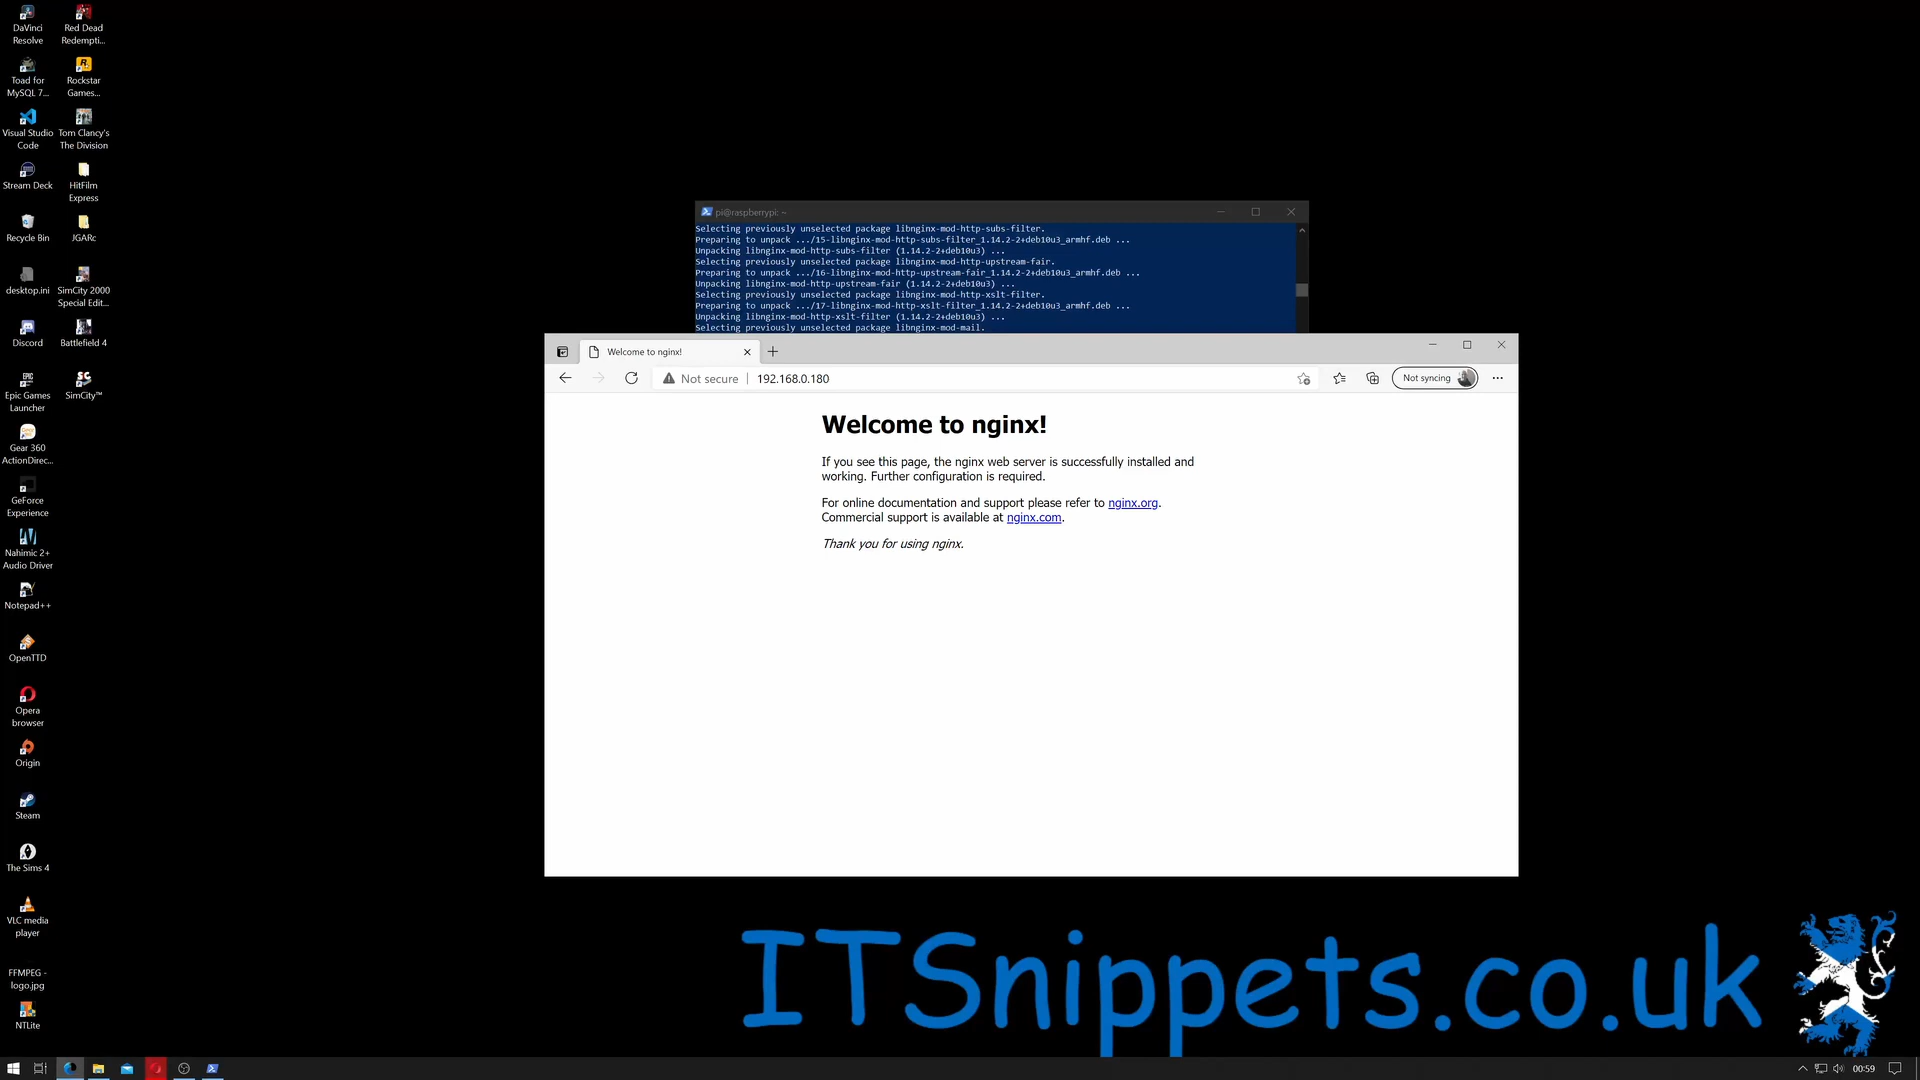 DaVinci
Resolve
Red Dead
Redempti...
Toad for
MySQL 7...
Rockstar
Games...
Visual Studio
Code
Tom Clancy's
The Division
Stream Deck
HitFilm
Express
Recycle Bin
JGARc
desktop.ini
SimCity 2000
Special Edit...
Discord
Battlefield 4
Epic Games
Launcher
SimCity™
Gear 360
ActionDirec...
GeForce
Experience
Nahimic 2+
Audio Driver
Notepad++
OpenTTD
Opera
browser
Origin
Steam
The Sims 4
VLC media
player
FFMPEG -
logo.jpg
NTLite
pi@raspberrypi: ~
Selecting previously unselected package libnginx-mod-http-subs-filter.
Preparing to unpack .../15-libnginx-mod-http-subs-filter_1.14.2-2+deb10u3_armhf.deb ...
Unpacking libnginx-mod-http-subs-filter (1.14.2-2+deb10u3) ...
Selecting previously unselected package libnginx-mod-http-upstream-fair.
Preparing to unpack .../16-libnginx-mod-http-upstream-fair_1.14.2-2+deb10u3_armhf.deb ...
Unpacking libnginx-mod-http-upstream-fair (1.14.2-2+deb10u3) ...
Selecting previously unselected package libnginx-mod-http-xslt-filter.
Preparing to unpack .../17-libnginx-mod-http-xslt-filter_1.14.2-2+deb10u3_armhf.deb ...
Unpacking libnginx-mod-http-xslt-filter (1.14.2-2+deb10u3) ...
Selecting previously unselected package libnginx-mod-mail.
Welcome to nginx!
Not secure | 192.168.0.180
Not syncing
Welcome to nginx!
If you see this page, the nginx web server is successfully installed and
working. Further configuration is required.
For online documentation and support please refer to nginx.org.
Commercial support is available at nginx.com.
Thank you for using nginx.
ITSnippets.co.uk
00:59